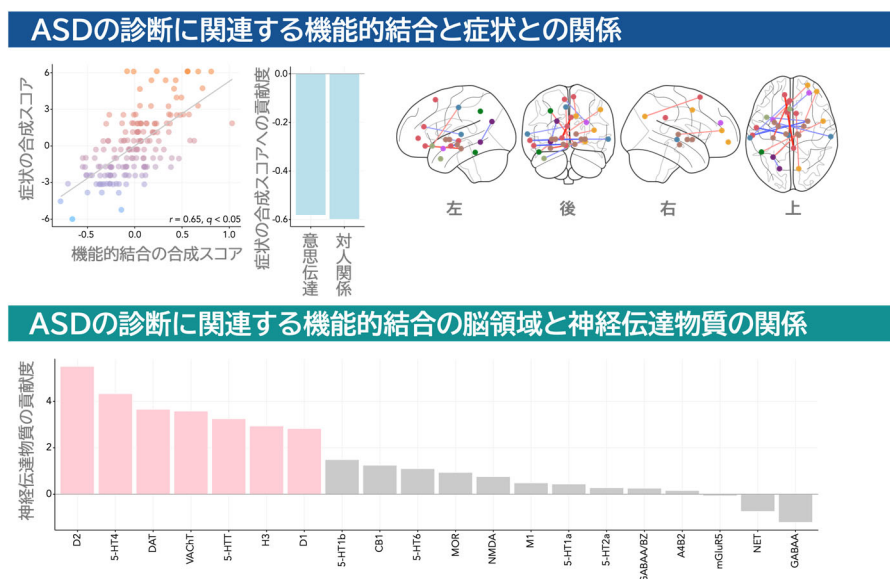 ASDの診断に関連する機能的結合と症状との関係
症状の合成スコア
6
3
0
-3
-6
-0.5
0.0
0.5
1.0
r = 0.65, q < 0.05
機能的結合の合成スコア
症状の合成スコアへの貢献度
0.0
-0.2
-0.4
-0.6
意思伝達
対人関係
左
後
右
上
ASDの診断に関連する機能的結合の脳領域と神経伝達物質の関係
神経伝達物質の貢献度
4
2
0
D2
5-HT4
DAT
VAChT
5-HTT
H3
D1
5-HT1b
CB1
5-HT6
MOR
NMDA
M1
5-HT1a
5-HT2a
GABAA/BZ
A4B2
mGluR5
NET
GABAA